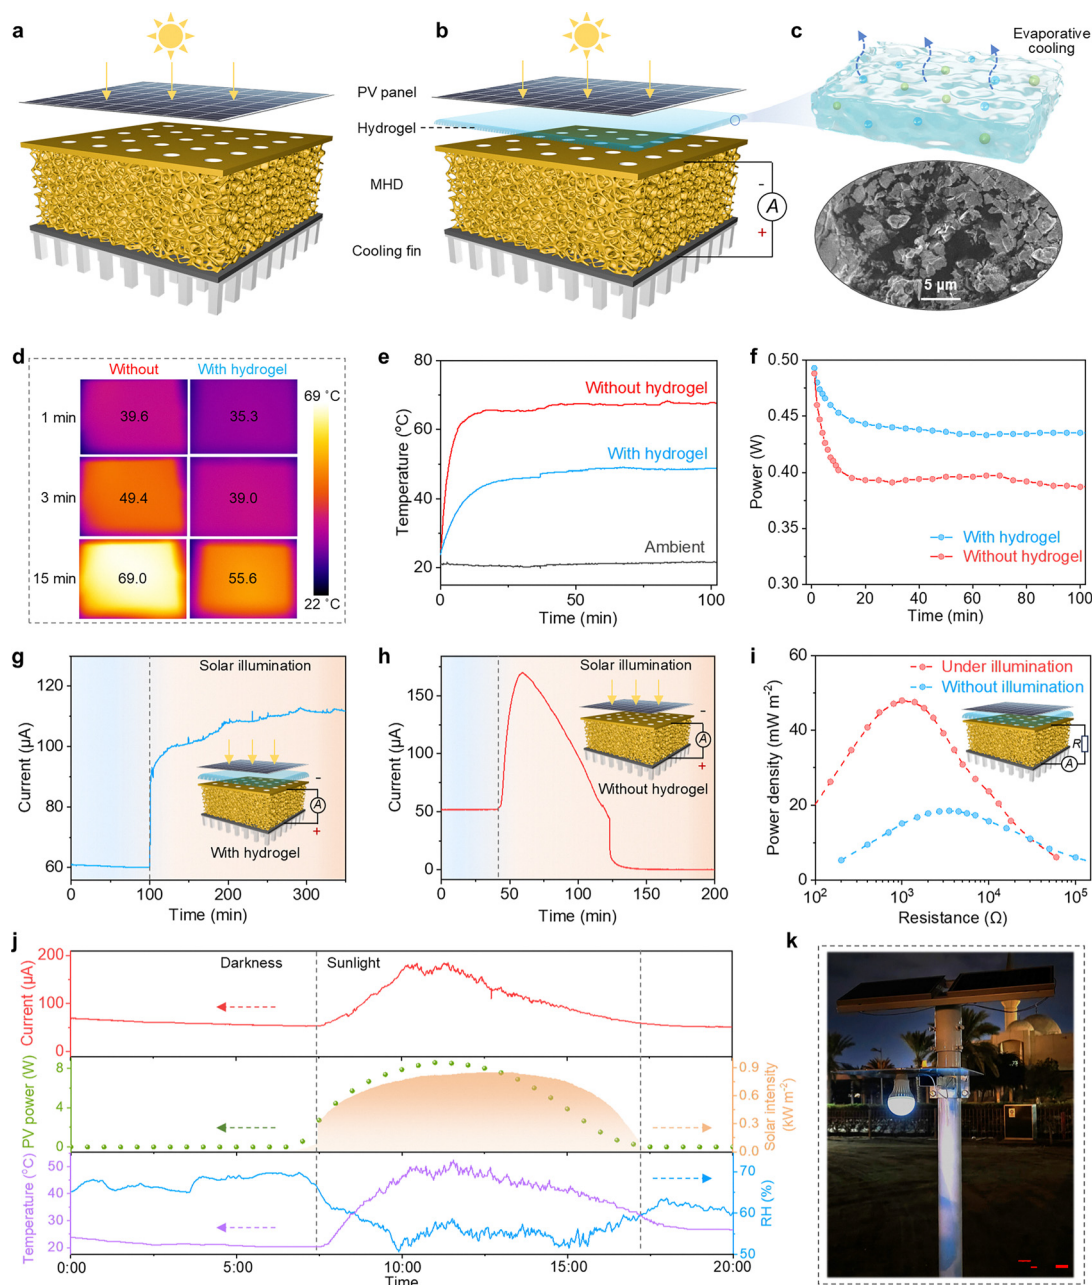 a
b
c
Evaporative
cooling
PV panel
Hydrogel
MHD
Cooling fin
-
A
+
5 µm
d
Without
With hydrogel
1 min
39.6
35.3
69 °C
3 min
49.4
39.0
15 min
69.0
55.6
22 °C
e
80
60
40
20
Temperature (°C)
Without hydrogel
With hydrogel
Ambient
0
50
100
Time (min)
f
0.50
0.45
0.40
0.35
0.30
Power (W)
With hydrogel
Without hydrogel
0
20
40
60
80
100
Time (min)
g
120
100
80
60
Current (µA)
Solar illumination
-
A
+
With hydrogel
0
100
200
300
Time (min)
h
150
100
50
0
Current (µA)
Solar illumination
-
A
+
Without hydrogel
0
50
100
150
200
Time (min)
i
60
40
20
0
Power density (mW m⁻²)
Under illumination
Without illumination
R
A
10²
10³
10⁴
10⁵
Resistance (Ω)
j
200
100
0
Current (µA)
Darkness
Sunlight
8
4
0
PV power (W)
0.9
0.6
0.3
0.0
Solar intensity
(kW m⁻²)
50
40
30
20
Temperature (°C)
70
60
50
RH (%)
0:00
5:00
10:00
15:00
20:00
Time
k